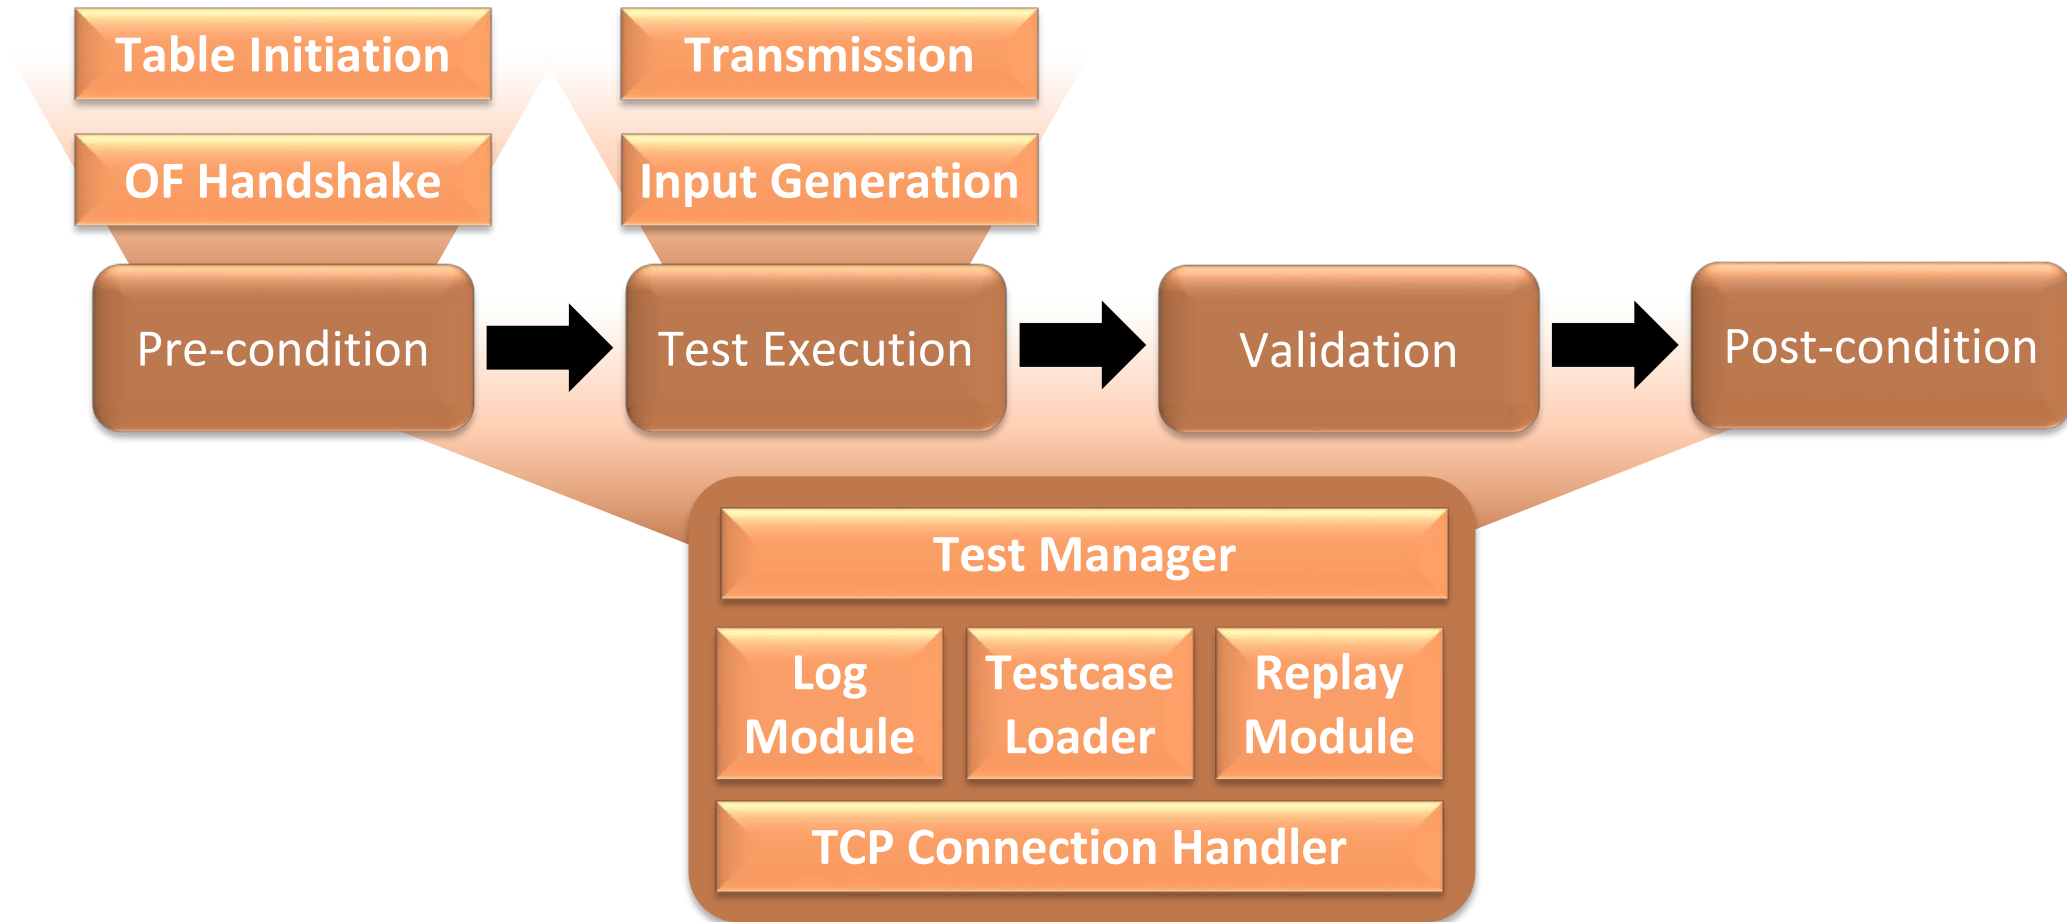 Table Initiation
Transmission
OF Handshake
Input Generation
Pre-condition
Test Execution
Validation
Post-condition
Test Manager
Log
Module
Testcase
Loader
Replay
Module
TCP Connection Handler